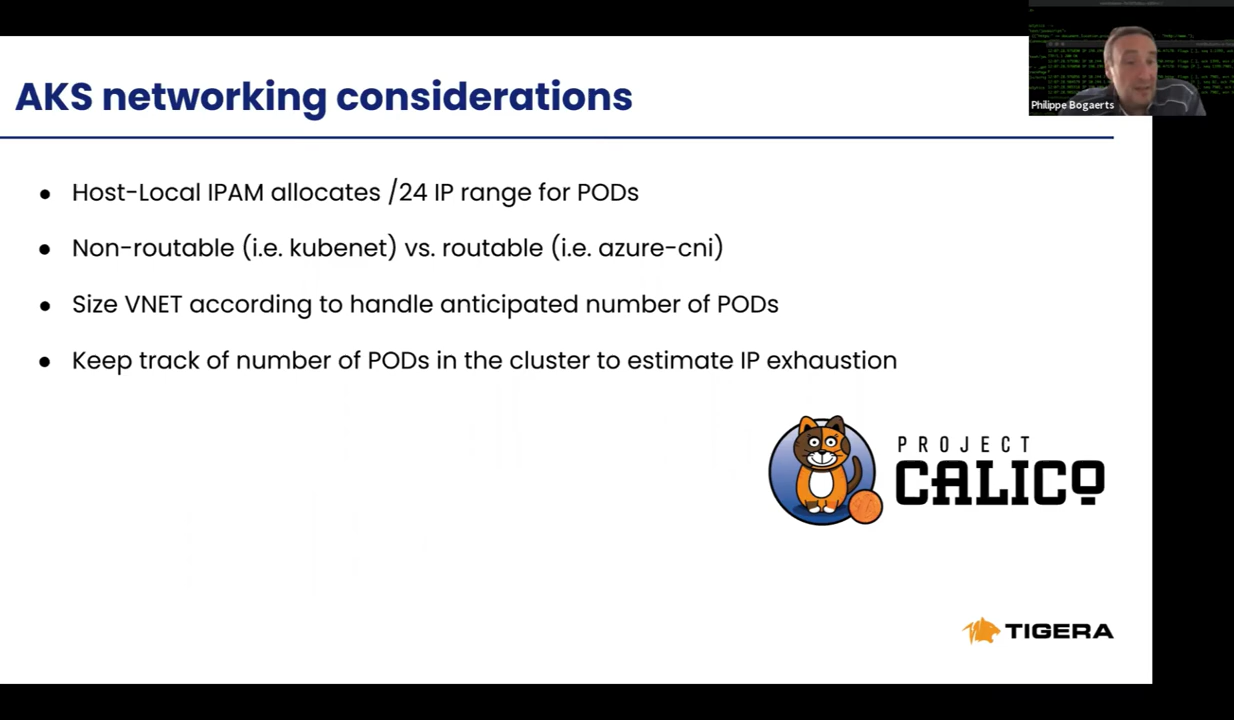 AKS networking considerations
Philippe Bogaerts
● Host-Local IPAM allocates /24 IP range for PODs
● Non-routable (i.e. kubenet) vs. routable (i.e. azure-cni)
● Size VNET according to handle anticipated number of PODs
● Keep track of number of PODs in the cluster to estimate IP exhaustion
PROJECT
CALICO
TIGERA